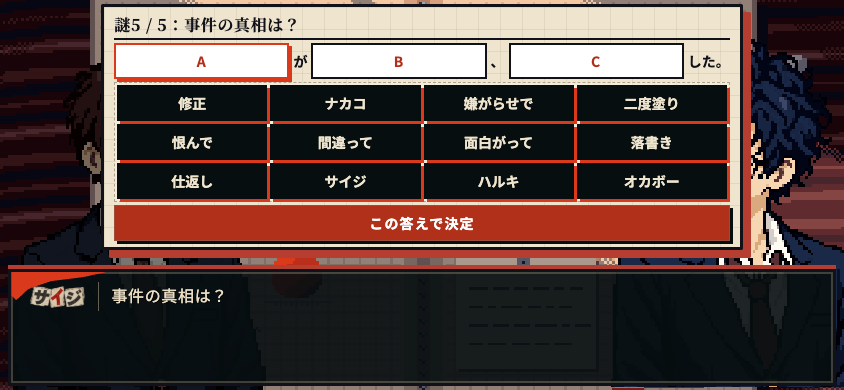 謎5 / 5：事件の真相は？
A が B 、 C した。
修正 ナカコ 嫌がらせで 二度塗り
恨んで 間違って 面白がって 落書き
仕返し サイジ ハルキ オカボー
この答えで決定
サイジ 事件の真相は？